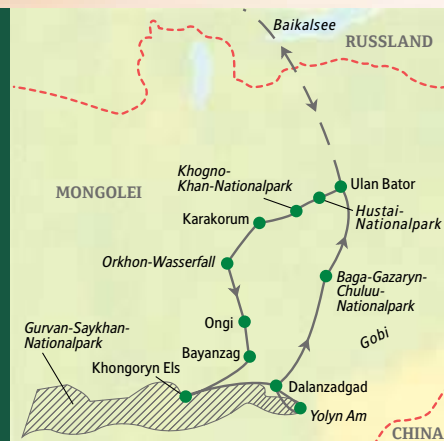 Baikalsee
RUSSLAND
Khogno-
Khan-Nationalpark
Ulan Bator
MONGOLEI
Karakorum
Hustai-
Nationalpark
Orkhon-Wasserfall
Baga-Gazaryn-
Chuluu-
Nationalpark
Gurvan-Saykhan-
Nationalpark
Ongi
Gobi
Bayanzag
Khongoryn Els
Dalanzadgad
Yolyn Am
CHINA